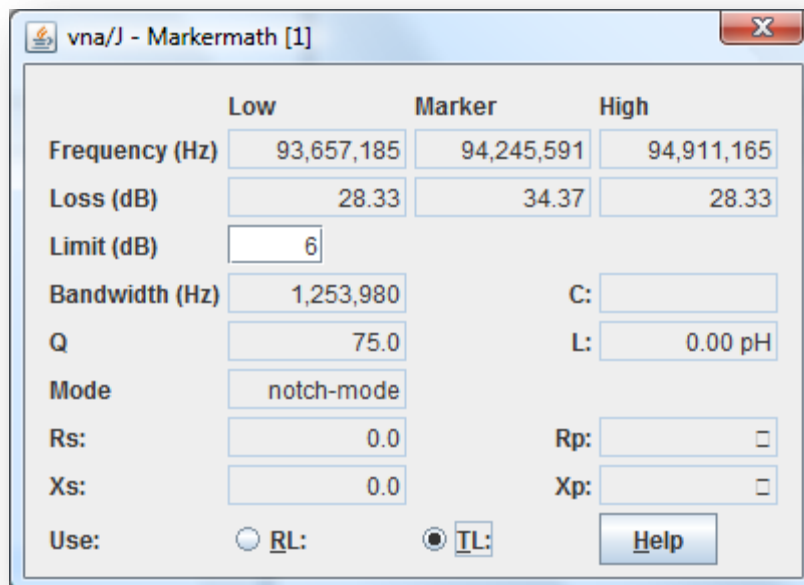 vna/J - Markermath [1]
Low Marker High
Frequency (Hz) 93,657,185 94,245,591 94,911,165
Loss (dB) 28.33 34.37 28.33
Limit (dB) 6
Bandwidth (Hz) 1,253,980 C:
Q 75.0 L: 0.00 pH
Mode notch-mode
Rs: 0.0 Rp: □
Xs: 0.0 Xp: □
Use: RL: TL: Help